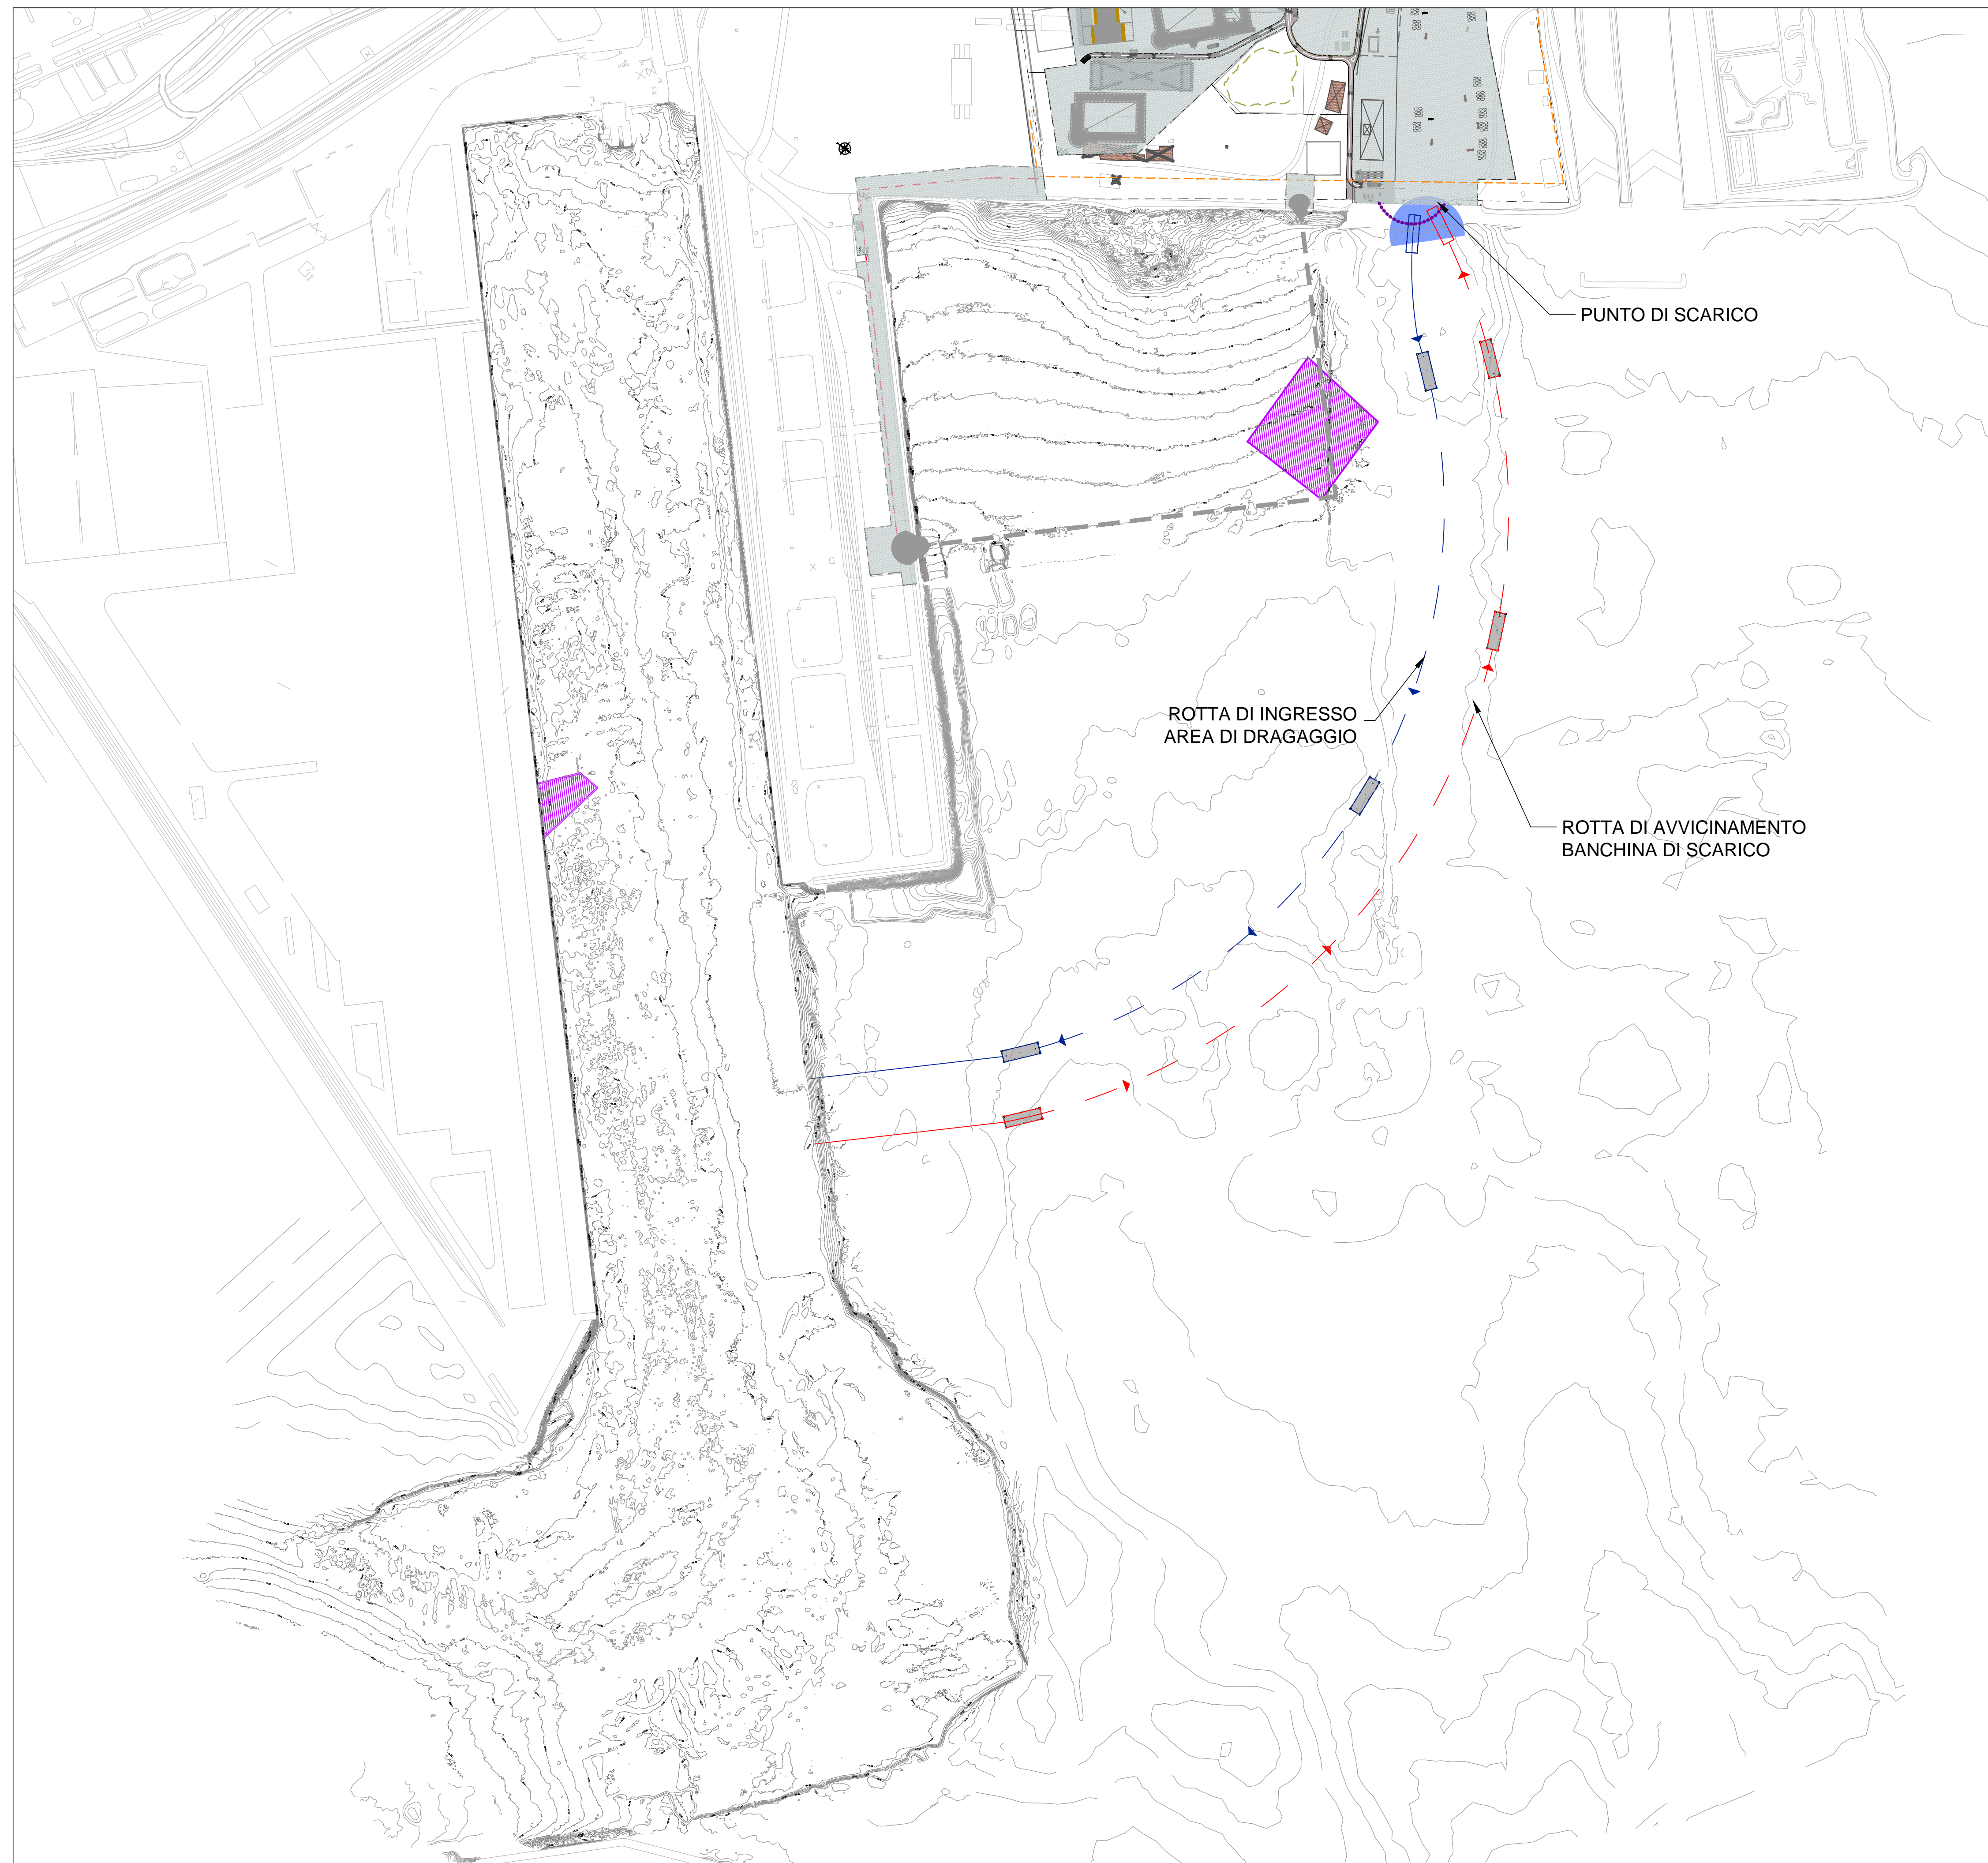 PUNTO DI SCARICO
ROTTA DI INGRESSO
AREA DI DRAGAGGIO
ROTTA DI AVVICINAMENTO
BANCHINA DI SCARICO